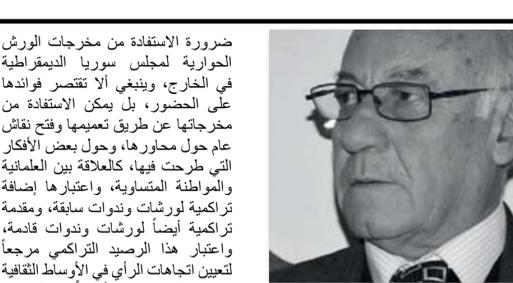 ضرورة الاستفادة من مخرجات الورش
الحوارية لمجلس سوريا الديمقراطية
في الخارج، وينبغي ألا تقتصر فوائدها
على الحضور، بل يمكن الاستفادة من
مخرجاتها عن طريق تعميمها وفتح نقاش
عام حول محاورها، وحول بعض الأفكار
التي طرحت فيها، كالعلاقة بين العلمانية
والمواطنة المتساوية، واعتبارها إضافة
تراكمية لورشات وندوات سابقة، ومقدمة
تراكمية أيضاً لورشات وندوات قادمة،
واعتبار هذا الرصيد التراكمي مرجعاً
لتعيين اتجاهات الرأي في الأوساط الثقافية